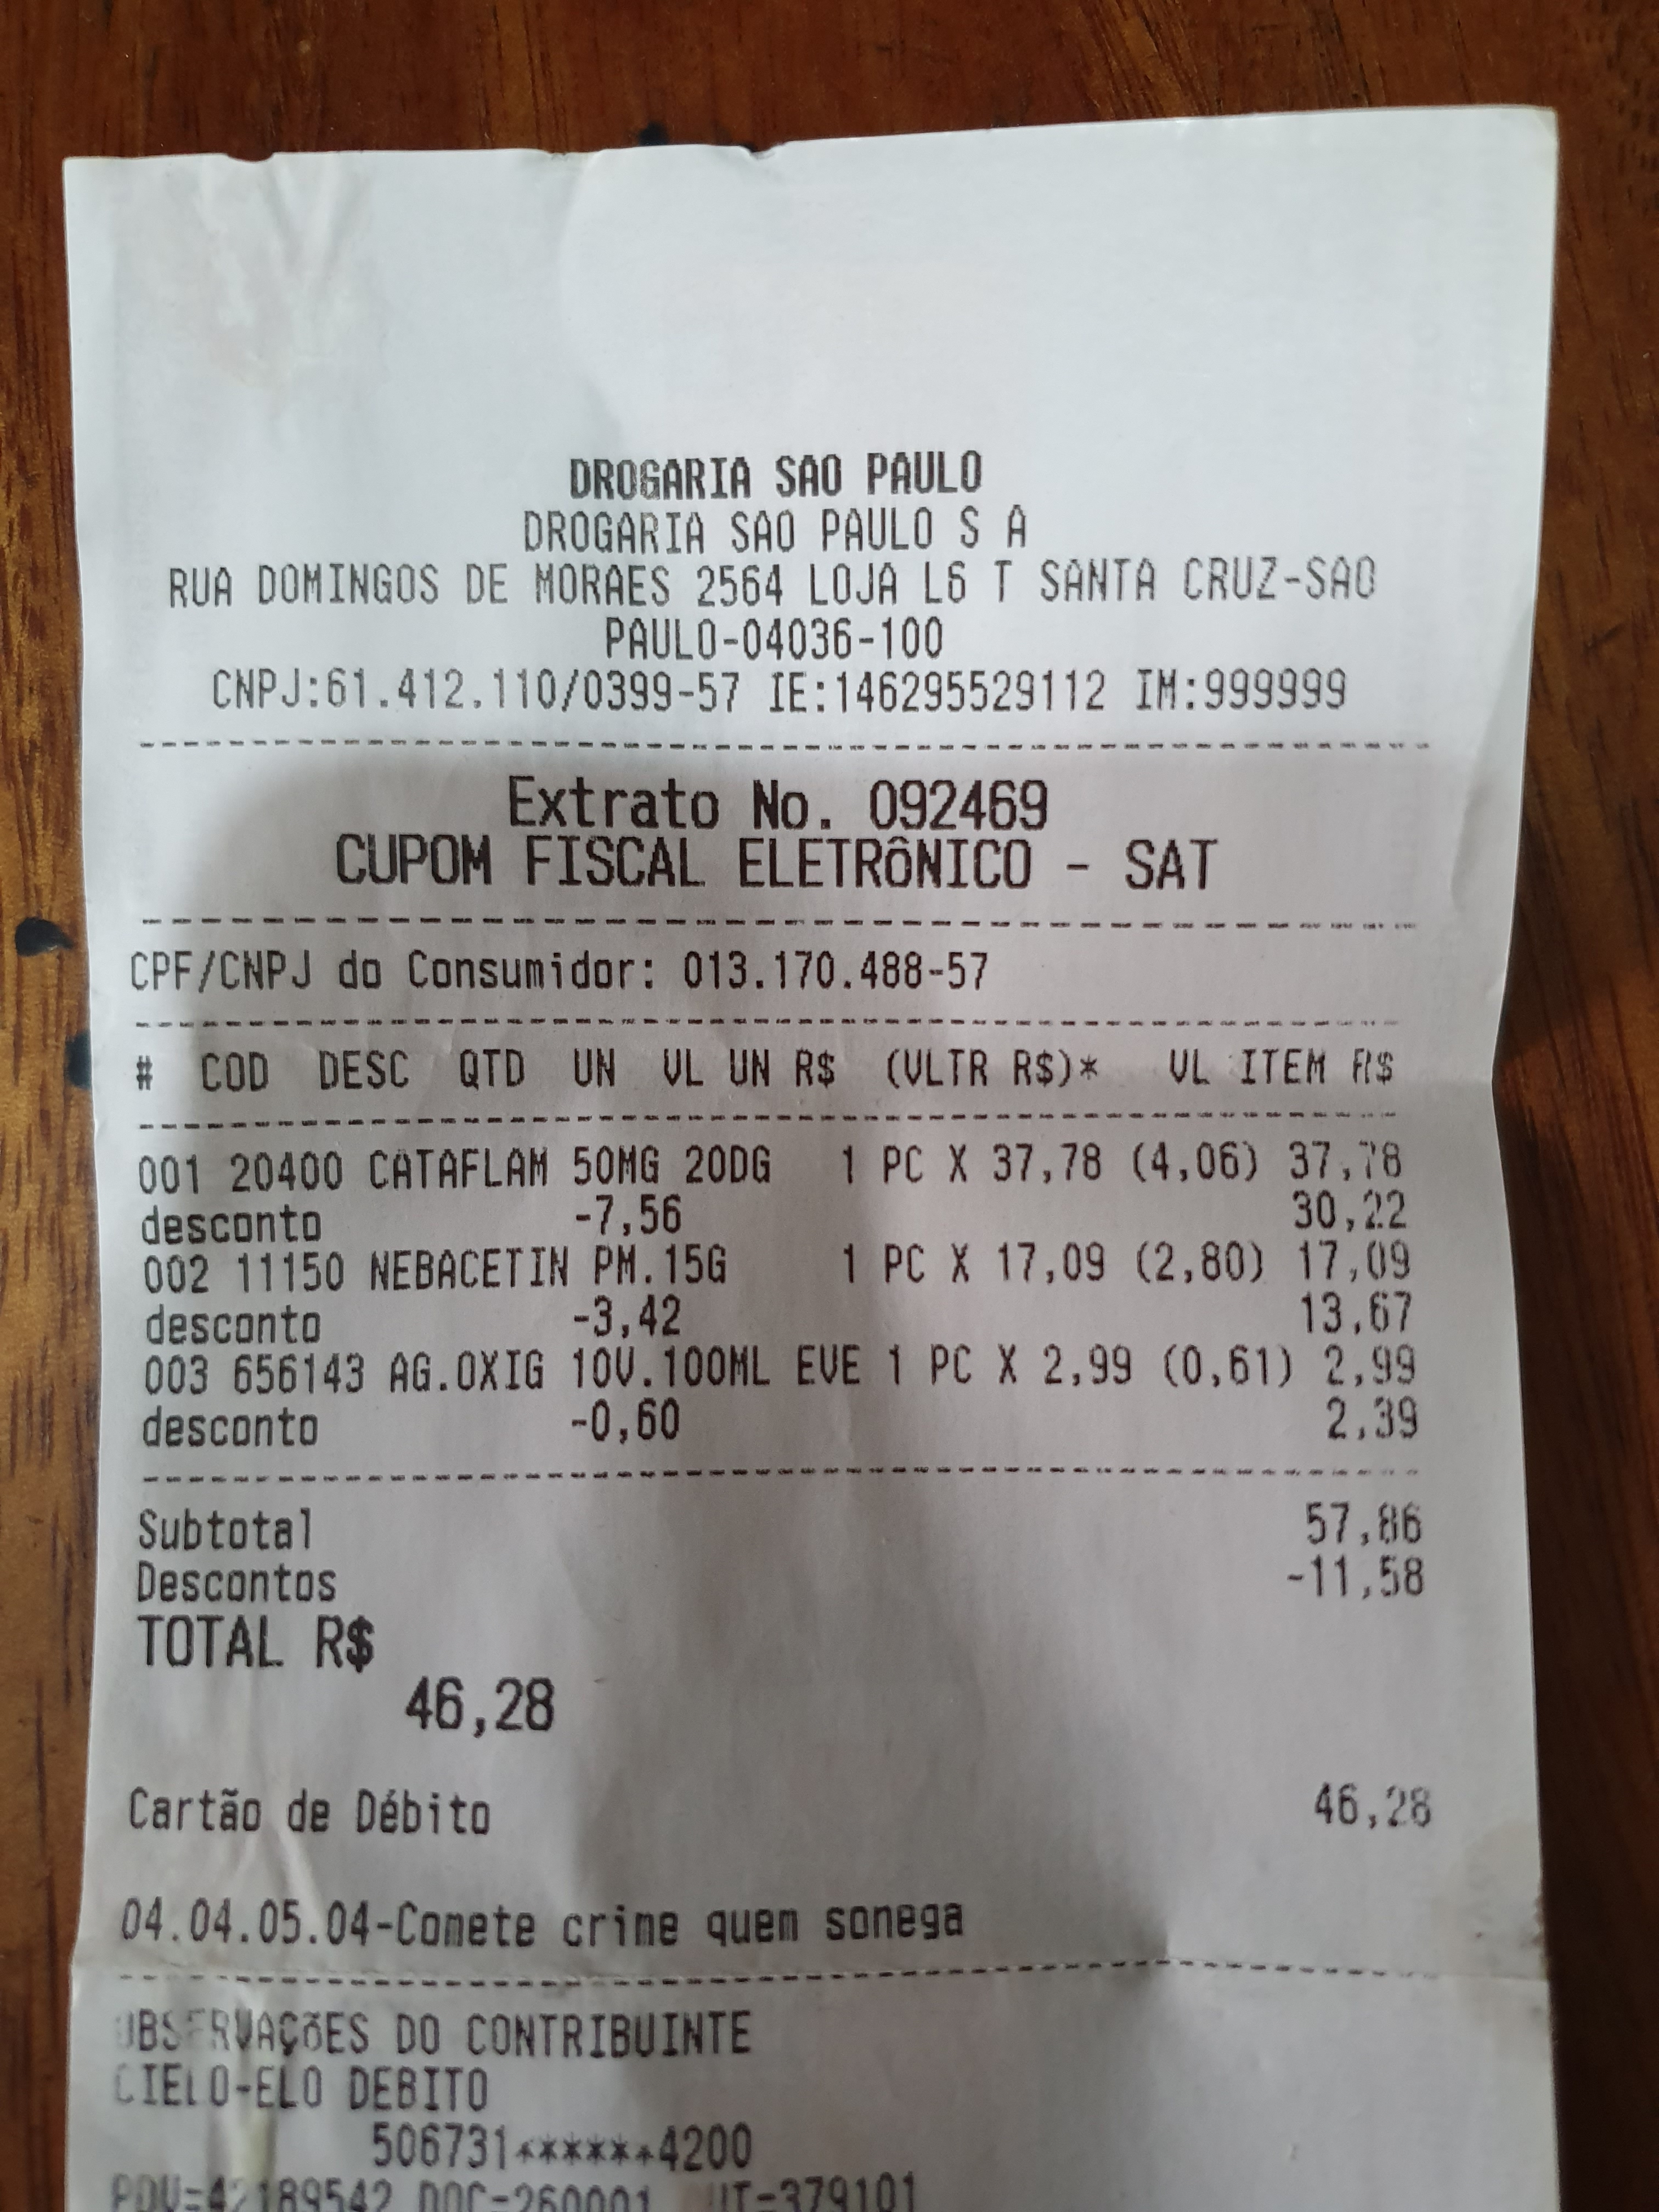 DROGARIA SAO PAULO
DROGARIA SAO PAULO S A
RUA DOMINGOS DE MORAES 2564 LOJA L6 T SANTA CRUZ-SAO
PAULO-04036-100
CNPJ:61.412.110/0399-57 IE:146295529112 IM:999999
Extrato No. 092469
CUPOM FISCAL ELETRôNICO - SAT
CPF/CNPJ do Consumidor: 013.170.488-57
# COD DESC QTD UN VL UN R$ (VLTR R$)* VL ITEM R$
001 20400 CATAFLAM 50MG 20DG 1 PC X 37,78 (4,06) 37,78
desconto -7,56 30,22
002 11150 NEBACETIN PM.15G 1 PC X 17,09 (2,80) 17,09
desconto -3,42 13,67
003 656143 AG.OXIG 10V.100ML EVE 1 PC X 2,99 (0,61) 2,99
desconto -0,60 2,39
Subtotal 57,86
Descontos -11,58
TOTAL R$
46,28
Cartão de Débito 46,28
04.04.05.04-Comete crime quem sonega
OBSERVAÇõES DO CONTRIBUINTE
CIELO-ELO DEBITO
506731******4200
PDV=42189542 DOC=260001 UT=379101